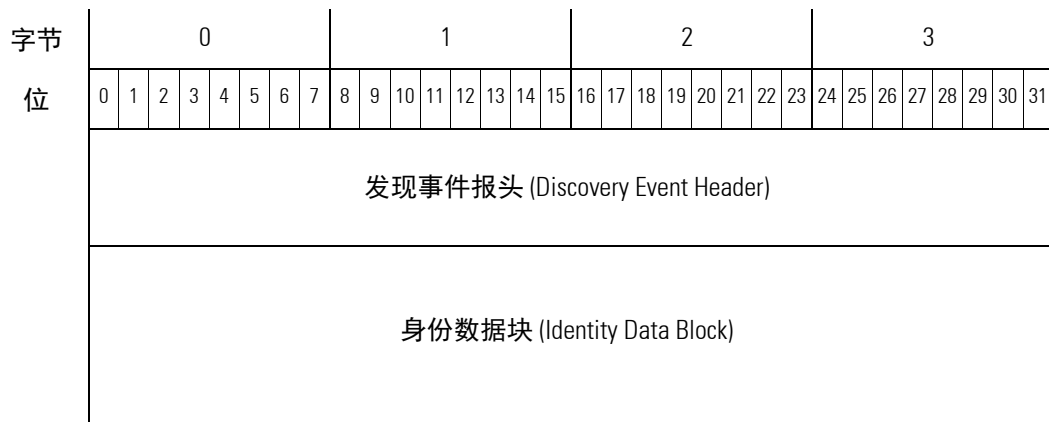 字节 0 1 2 3
位 0 1 2 3 4 5 6 7 8 9 10 11 12 13 14 15 16 17 18 19 20 21 22 23 24 25 26 27 28 29 30 31
发现事件报头 (Discovery Event Header)
身份数据块 (Identity Data Block)